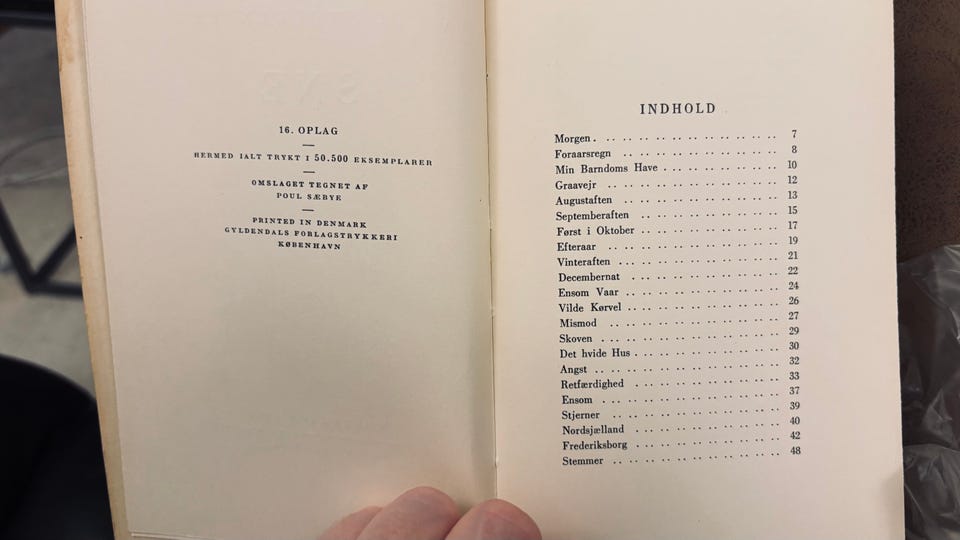 16. OPLAG
HERMED IALT TRYKT I 50.500 EKSEMPLARER
OMSLAGET TEGNET AF
POUL SÆBYE
PRINTED IN DENMARK
GYLDENDALS FORLAGSTRYKKERI
KØBENHAVN
INDHOLD
Morgen . .. .. .. .. .. .. .. .. .. .. 7
Foraarsregn .. .. .. .. .. .. .. .. .. 8
Min Barndoms Have . .. .. .. .. .. .. 10
Graavejr .. .. .. .. .. .. .. .. .. .. 12
Augustaften .. .. .. .. .. .. .. .. .. 13
Septemberaften .. .. .. .. .. .. .. .. 15
Først i Oktober .. .. .. .. .. .. .. .. 17
Efteraar .. .. .. .. .. .. .. .. .. .. 19
Vinteraften . .. .. .. .. .. .. .. .. .. 21
Decembernat .. .. .. .. .. .. .. .. .. 22
Ensom Vaar .. .. .. .. .. .. .. .. .. 24
Vilde Kørvel .. .. .. .. .. .. .. .. .. 26
Mismod .. .. .. .. .. .. .. .. .. .. 27
Skoven . .. .. .. .. .. .. .. .. .. .. 29
Det hvide Hus . .. .. .. .. .. .. .. .. 30
Angst .. .. .. .. .. .. .. .. .. .. .. 32
Retfærdighed .. .. .. .. .. .. .. .. .. 33
Ensom . .. .. .. .. .. .. .. .. .. .. 37
Stjerner .. .. .. .. .. .. .. .. .. .. 39
Nordsjælland .. .. .. .. .. .. .. .. .. 40
Frederiksborg .. .. .. .. .. .. .. .. .. 42
Stemmer .. .. .. .. .. .. .. .. .. .. 48